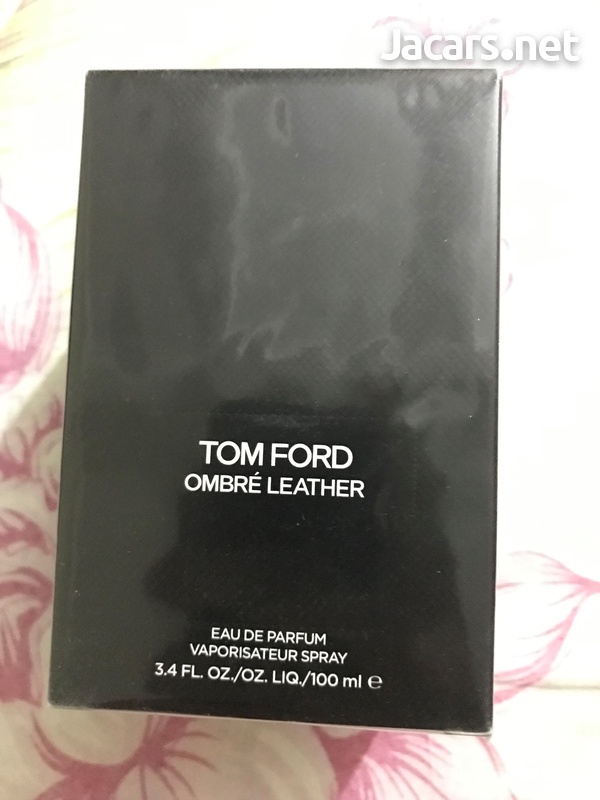 Jacars.net
TOM FORD
OMBRÉ LEATHER
EAU DE PARFUM
VAPORISATEUR SPRAY
3.4 FL. OZ./OZ. LIQ./100 ml ℮